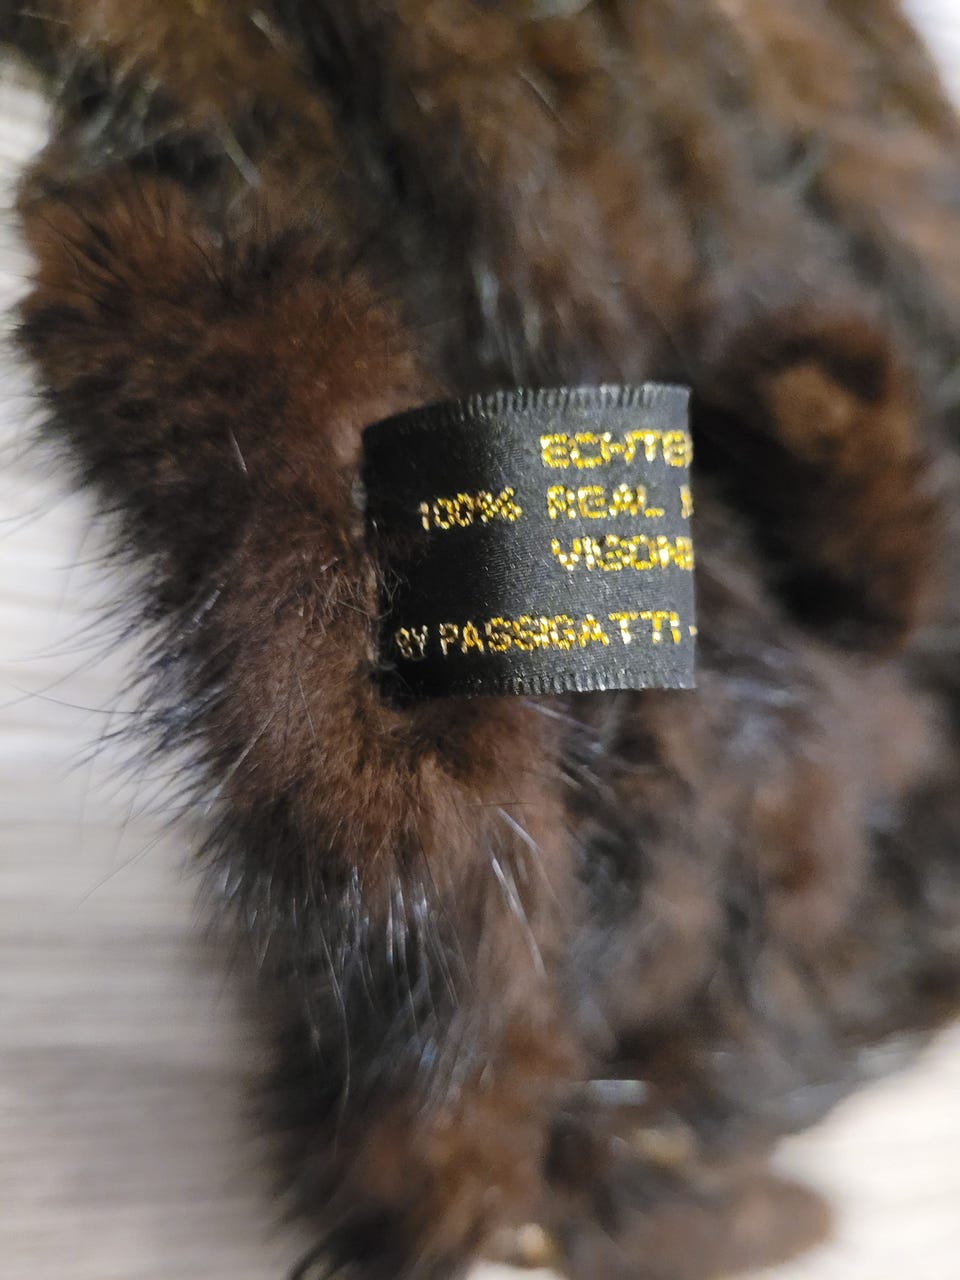 ECHTE
100% REAL
VISON
BY PASSIGATTI -